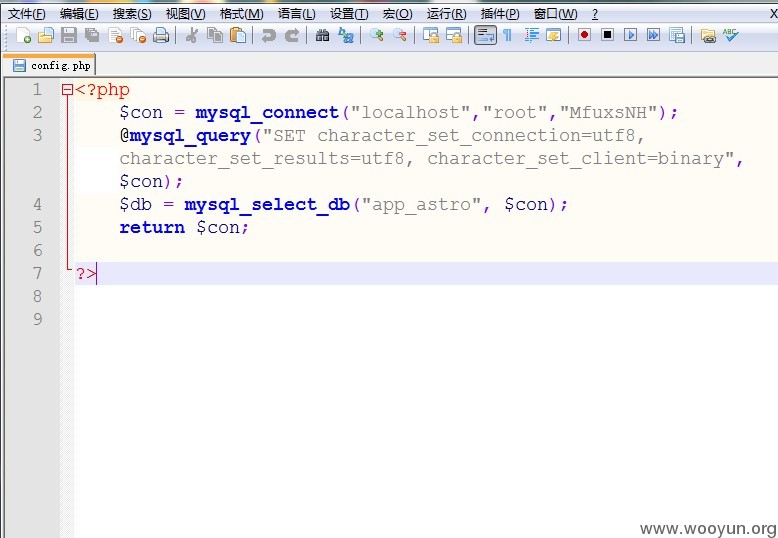 文件(F) 编辑(E) 搜索(S) 视图(V) 格式(M) 语言(L) 设置(T) 宏(O) 运行(R) 插件(P) 窗口(W) ? X
config.php
1 <?php
2 $con = mysql_connect("localhost","root","MfuxsNH");
3 @mysql_query("SET character_set_connection=utf8,
character_set_results=utf8, character_set_client=binary",
$con);
4 $db = mysql_select_db("app_astro", $con);
5 return $con;
6
7 ?>
8
9
www.wooyun.org